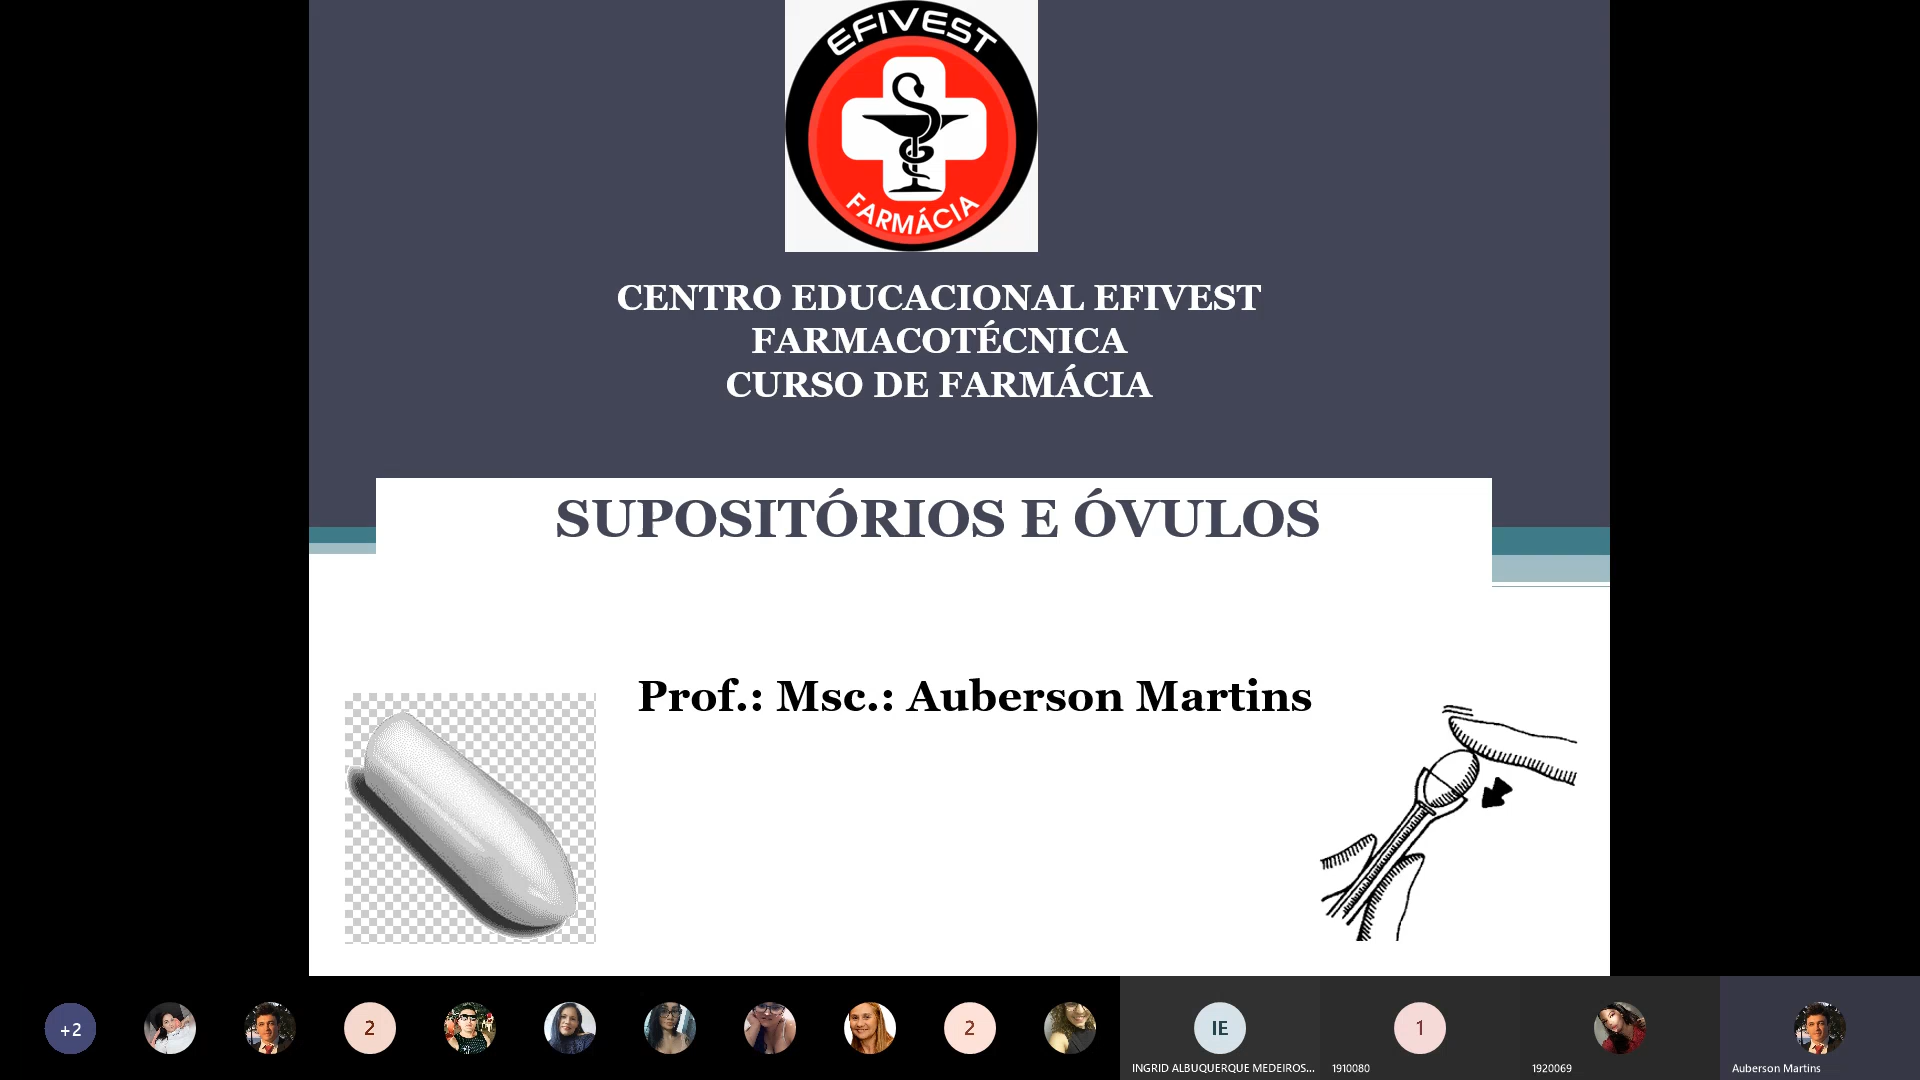 EFIVEST
FARMÁCIA
CENTRO EDUCACIONAL EFIVEST
FARMACOTÉCNICA
CURSO DE FARMÁCIA
SUPOSITÓRIOS E ÓVULOS
Prof.: Msc.: Auberson Martins
+2
2
2
IE
1
INGRID ALBUQUERQUE MEDEIROS...
1910080
1920069
Auberson Martins